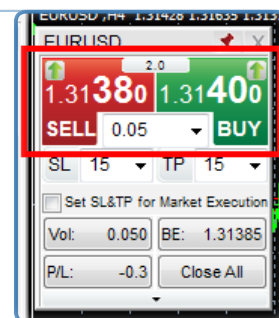 EURUSD ,H4 1.31428 1.31635 1.313
EURUSD X
2.0
1.31380 1.31400
SELL 0.05 BUY
SL 15 TP 15
Set SL&TP for Market Execution
Vol: 0.050 BE: 1.31385
P/L: -0.3 Close All